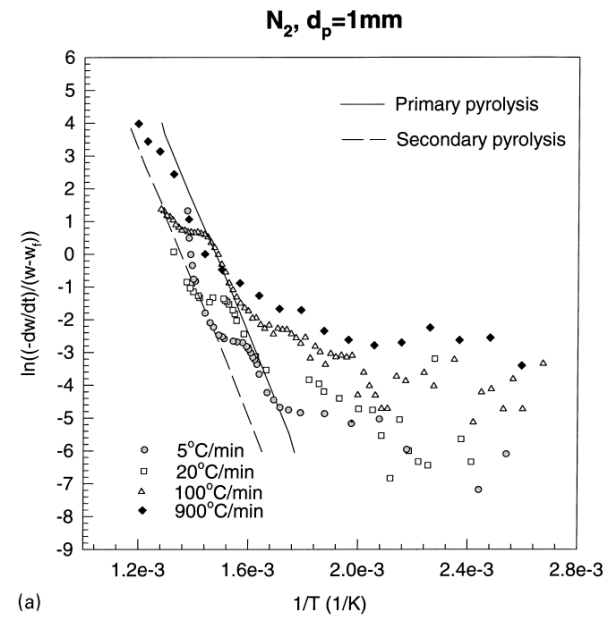 N₂, dₚ=1mm
6
5
4
3
2
1
0
-1
-2
-3
-4
-5
-6
-7
-8
-9
ln((-dw/dt)/(w-w_f))
Primary pyrolysis
Secondary pyrolysis
5°C/min
20°C/min
100°C/min
900°C/min
1.2e-3 1.6e-3 2.0e-3 2.4e-3 2.8e-3
(a) 1/T (1/K)